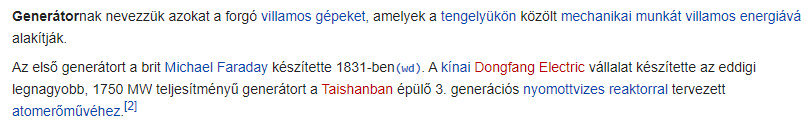 Generátornak nevezzük azokat a forgó villamos gépeket, amelyek a tengelyükön közölt mechanikai munkát villamos energiává
alakítják.
Az első generátort a brit Michael Faraday készítette 1831-ben(wd). A kínai Dongfang Electric vállalat készítette az eddigi
legnagyobb, 1750 MW teljesítményű generátort a Taishanban épülő 3. generációs nyomottvizes reaktorral tervezett
atomerőművéhez.[2]